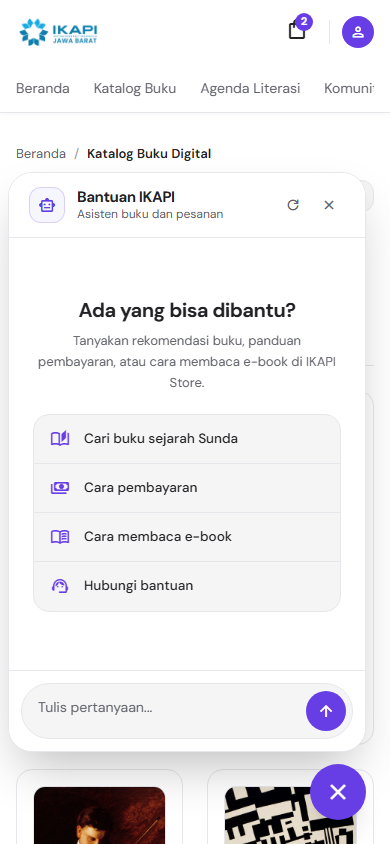 IKAPI
JAWA BARAT
2
Beranda
Katalog Buku
Agenda Literasi
Komuni
Beranda / Katalog Buku Digital
Bantuan IKAPI
Asisten buku dan pesanan
Ada yang bisa dibantu?
Tanyakan rekomendasi buku, panduan
pembayaran, atau cara membaca e-book di IKAPI
Store.
Cari buku sejarah Sunda
Cara pembayaran
Cara membaca e-book
Hubungi bantuan
Tulis pertanyaan...